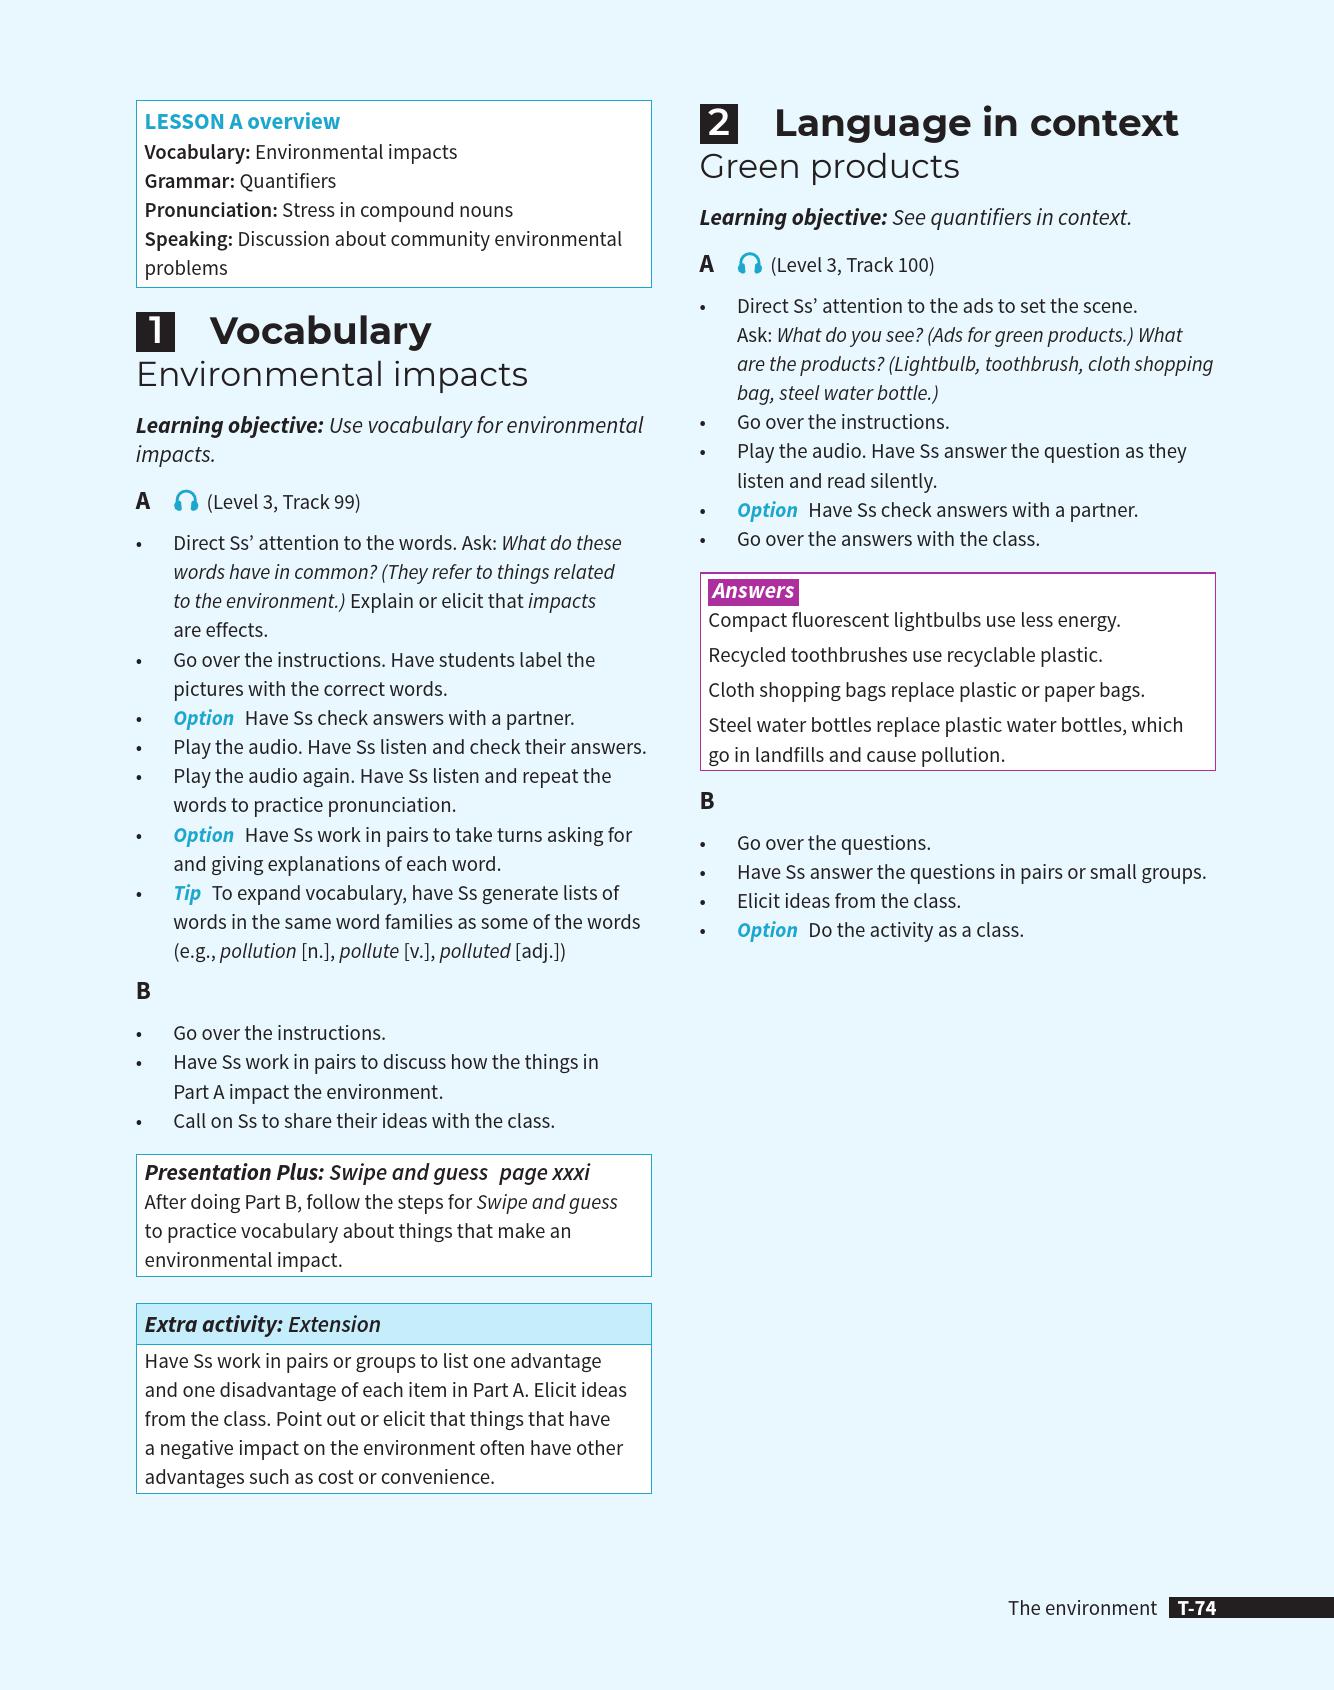 LESSON A overview
Vocabulary: Environmental impacts
Grammar: Quantifiers
Pronunciation: Stress in compound nouns
Speaking: Discussion about community environmental
problems
1 Vocabulary
Environmental impacts
Learning objective: Use vocabulary for environmental
impacts.
A (Level 3, Track 99)
• Direct Ss’ attention to the words. Ask: What do these
words have in common? (They refer to things related
to the environment.) Explain or elicit that impacts
are effects.
• Go over the instructions. Have students label the
pictures with the correct words.
• Option Have Ss check answers with a partner.
• Play the audio. Have Ss listen and check their answers.
• Play the audio again. Have Ss listen and repeat the
words to practice pronunciation.
• Option Have Ss work in pairs to take turns asking for
and giving explanations of each word.
• Tip To expand vocabulary, have Ss generate lists of
words in the same word families as some of the words
(e.g., pollution [n.], pollute [v.], polluted [adj.])
B
• Go over the instructions.
• Have Ss work in pairs to discuss how the things in
Part A impact the environment.
• Call on Ss to share their ideas with the class.
Presentation Plus: Swipe and guess page xxxi
After doing Part B, follow the steps for Swipe and guess
to practice vocabulary about things that make an
environmental impact.
Extra activity: Extension
Have Ss work in pairs or groups to list one advantage
and one disadvantage of each item in Part A. Elicit ideas
from the class. Point out or elicit that things that have
a negative impact on the environment often have other
advantages such as cost or convenience.
2 Language in context
Green products
Learning objective: See quantifiers in context.
A (Level 3, Track 100)
• Direct Ss’ attention to the ads to set the scene.
Ask: What do you see? (Ads for green products.) What
are the products? (Lightbulb, toothbrush, cloth shopping
bag, steel water bottle.)
• Go over the instructions.
• Play the audio. Have Ss answer the question as they
listen and read silently.
• Option Have Ss check answers with a partner.
• Go over the answers with the class.
Answers
Compact fluorescent lightbulbs use less energy.
Recycled toothbrushes use recyclable plastic.
Cloth shopping bags replace plastic or paper bags.
Steel water bottles replace plastic water bottles, which
go in landfills and cause pollution.
B
• Go over the questions.
• Have Ss answer the questions in pairs or small groups.
• Elicit ideas from the class.
• Option Do the activity as a class.
The environment T-74